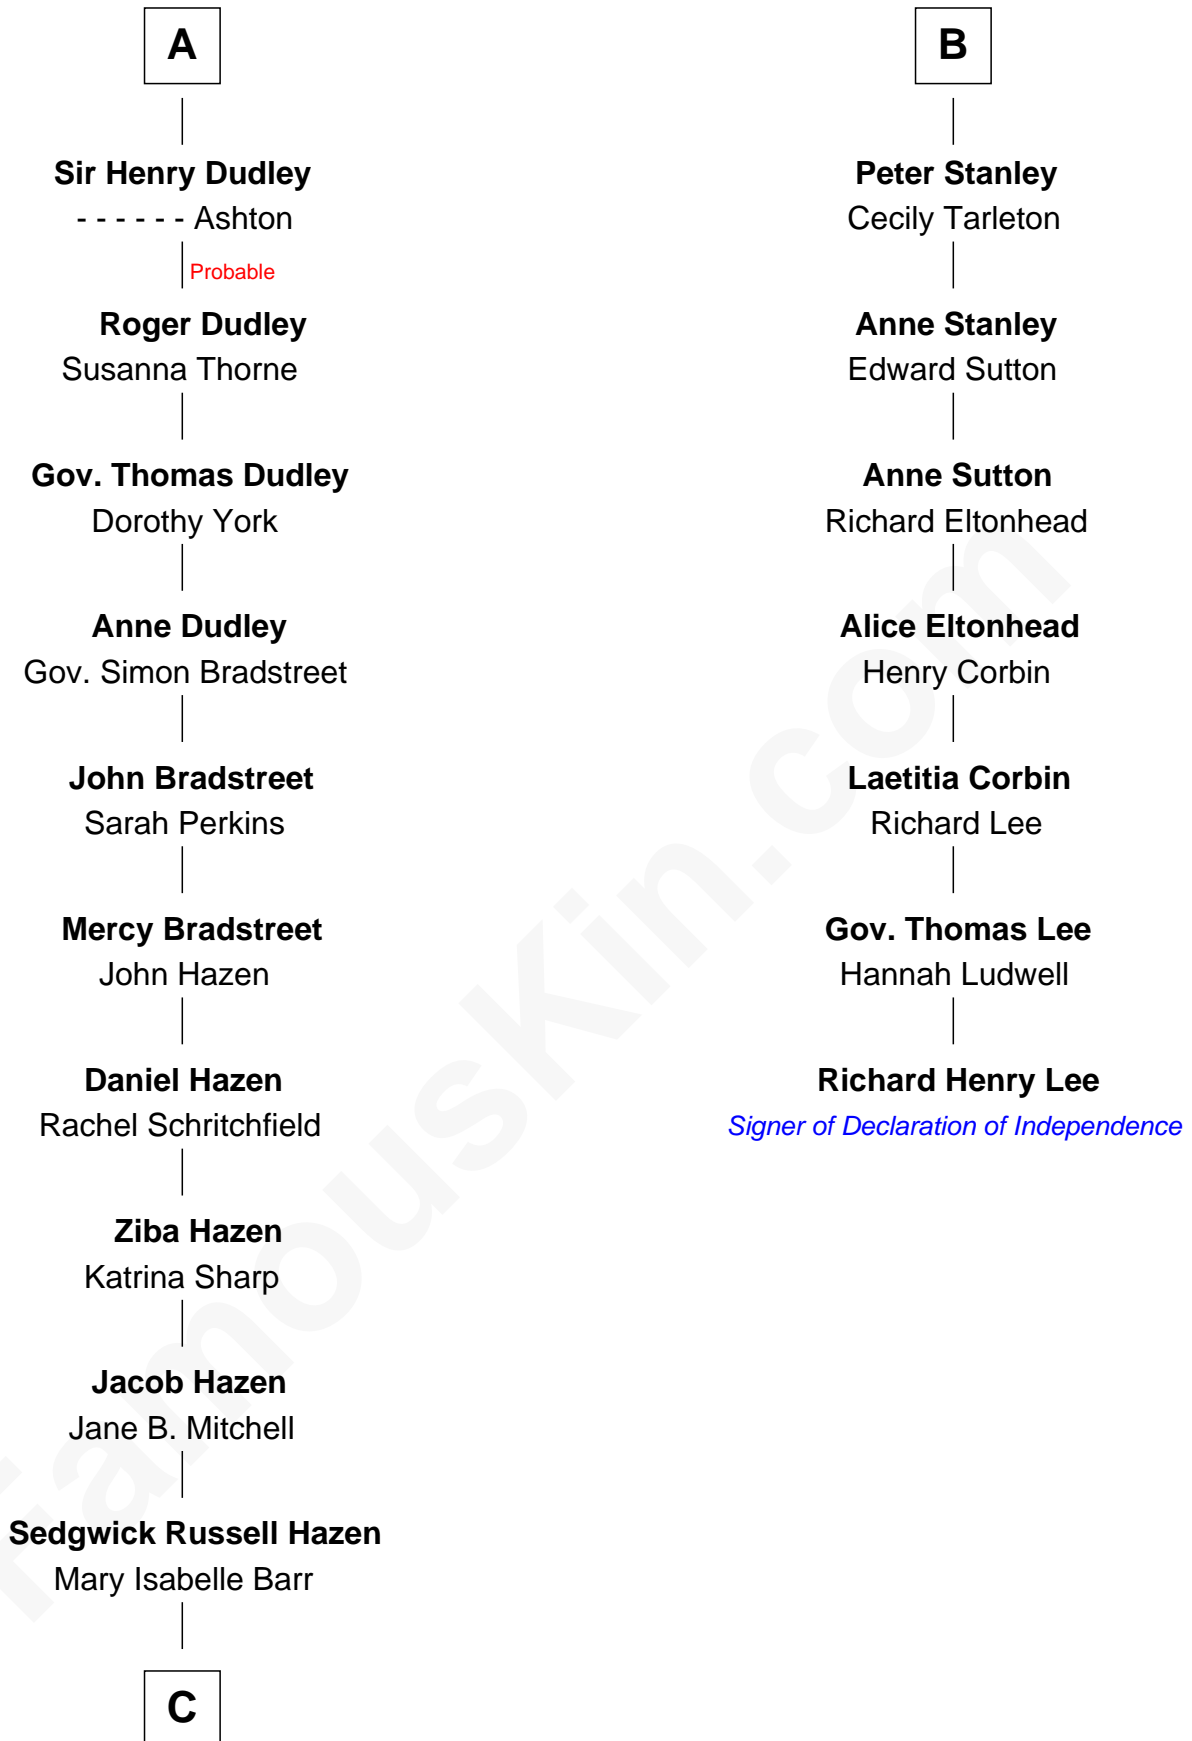 A
Sir Henry Dudley
- - - - - - Ashton
Probable
Roger Dudley
Susanna Thorne
Gov. Thomas Dudley
Dorothy York
Anne Dudley
Gov. Simon Bradstreet
John Bradstreet
Sarah Perkins
Mercy Bradstreet
John Hazen
Daniel Hazen
Rachel Schritchfield
Ziba Hazen
Katrina Sharp
Jacob Hazen
Jane B. Mitchell
Sedgwick Russell Hazen
Mary Isabelle Barr
C
B
Peter Stanley
Cecily Tarleton
Anne Stanley
Edward Sutton
Anne Sutton
Richard Eltonhead
Alice Eltonhead
Henry Corbin
Laetitia Corbin
Richard Lee
Gov. Thomas Lee
Hannah Ludwell
Richard Henry Lee
Signer of Declaration of Independence
FamousKin.com